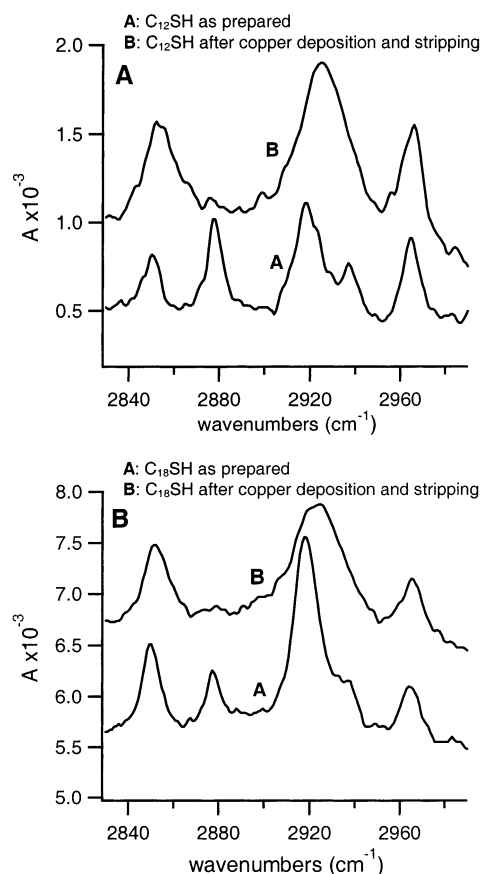 A: C₁₂SH as prepared
B: C₁₂SH after copper deposition and stripping
2.0
A
1.5
B
1.0
A
0.5
A x10⁻³
2840 2880 2920 2960
wavenumbers (cm⁻¹)
A: C₁₈SH as prepared
B: C₁₈SH after copper deposition and stripping
8.0
B
7.5
B
7.0
6.5
A
6.0
5.5
5.0
A x10⁻³
2840 2880 2920 2960
wavenumbers (cm⁻¹)